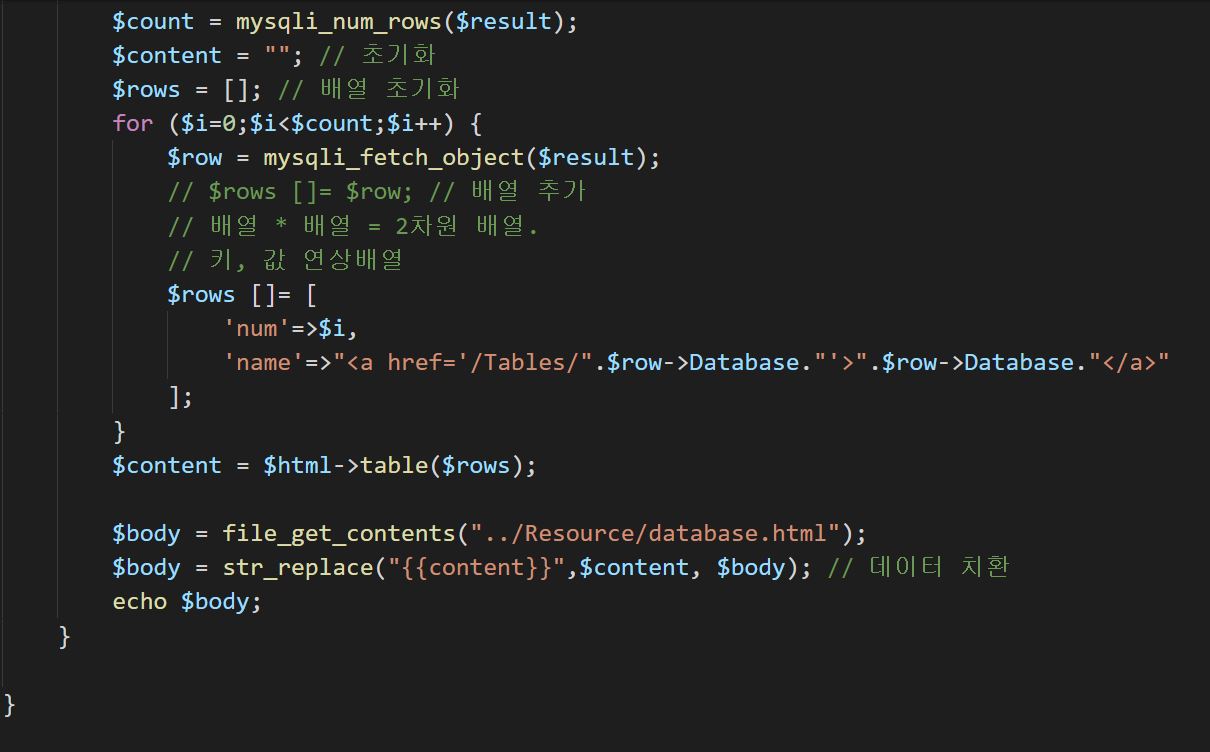 $count = mysqli_num_rows($result);
$content = ""; // 초기화
$rows = []; // 배열 초기화
for ($i=0;$i<$count;$i++) {
$row = mysqli_fetch_object($result);
// $rows []= $row; // 배열 추가
// 배열 * 배열 = 2차원 배열.
// 키, 값 연상배열
$rows []= [
'num'=>$i,
'name'=>"<a href='/Tables/".$row->Database."'>".$row->Database."</a>"
];
}
$content = $html->table($rows);
$body = file_get_contents("../Resource/database.html");
$body = str_replace("{{content}}",$content, $body); // 데이터 치환
echo $body;
}
}